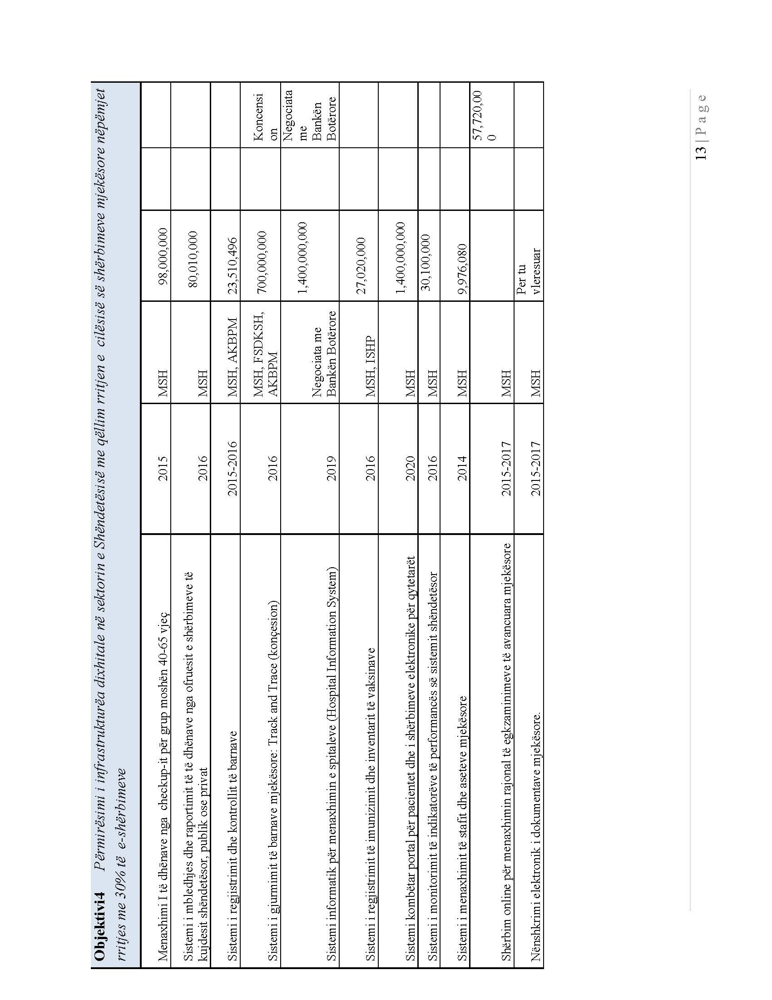 Objektivi4 Përmirësimi i infrastrukturëa dixhitale në sektorin e Shëndetësisë me qëllim rritjen e cilësisë së shërbimeve mjekësore nëpëmjet
rritjes me 30% të e-shërbimeve
Menaxhimi I të dhënave nga checkup-it për grup moshën 40-65 vjeç 2015 MSH 98,000,000
Sistemi i mbledhjes dhe raportimit të të dhënave nga ofruesit e shërbimeve të
kujdesit shëndetësor, publik ose privat 2016 MSH 80,010,000
Sistemi i regjistrimit dhe kontrollit të barnave 2015-2016 MSH, AKBPM 23,510,496
Sistemi i gjurmimit të barnave mjekësore: Track and Trace (konçesion) 2016 MSH, FSDKSH,
AKBPM 700,000,000 Koncensi
on
Sistemi informatik për menaxhimin e spitaleve (Hospital Information System) 2019 Negociata me
Bankën Botërore 1,400,000,000 Negociata
me
Bankën
Botërore
Sistemi i regjistrimit të imunizimit dhe inventarit të vaksinave 2016 MSH, ISHP 27,020,000
Sistemi kombëtar portal për pacientet dhe i shërbimeve elektronike për qytetarët 2020 MSH 1,400,000,000
Sistemi i monitorimit të indikatorëve të performancës së sistemit shëndetësor 2016 MSH 30,100,000
Sistemi i menaxhimit të stafit dhe aseteve mjekësore 2014 MSH 9,976,080
Shërbim online për menaxhimin rajonal të egkzaminimeve të avancuara mjekësore 2015-2017 MSH 57,720,00
0
Nënshkrimi elektronik i dokumentave mjekësore. 2015-2017 MSH Per tu
vleresuar
13 | Page